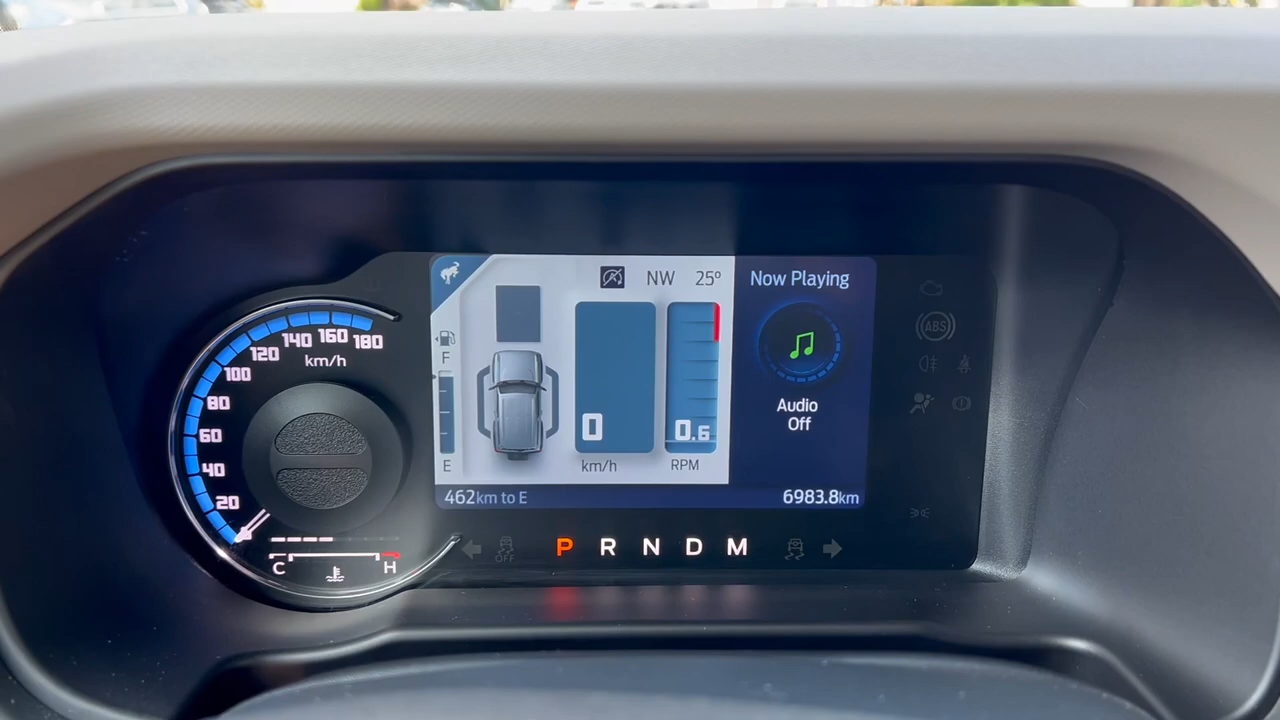 180
160
140
120
km/h
100
80
60
40
20
C
H
NW 25°
F
E
0
km/h
0.6
RPM
462km to E
6983.8km
Now Playing
Audio
Off
OFF
P R N D M
ABS